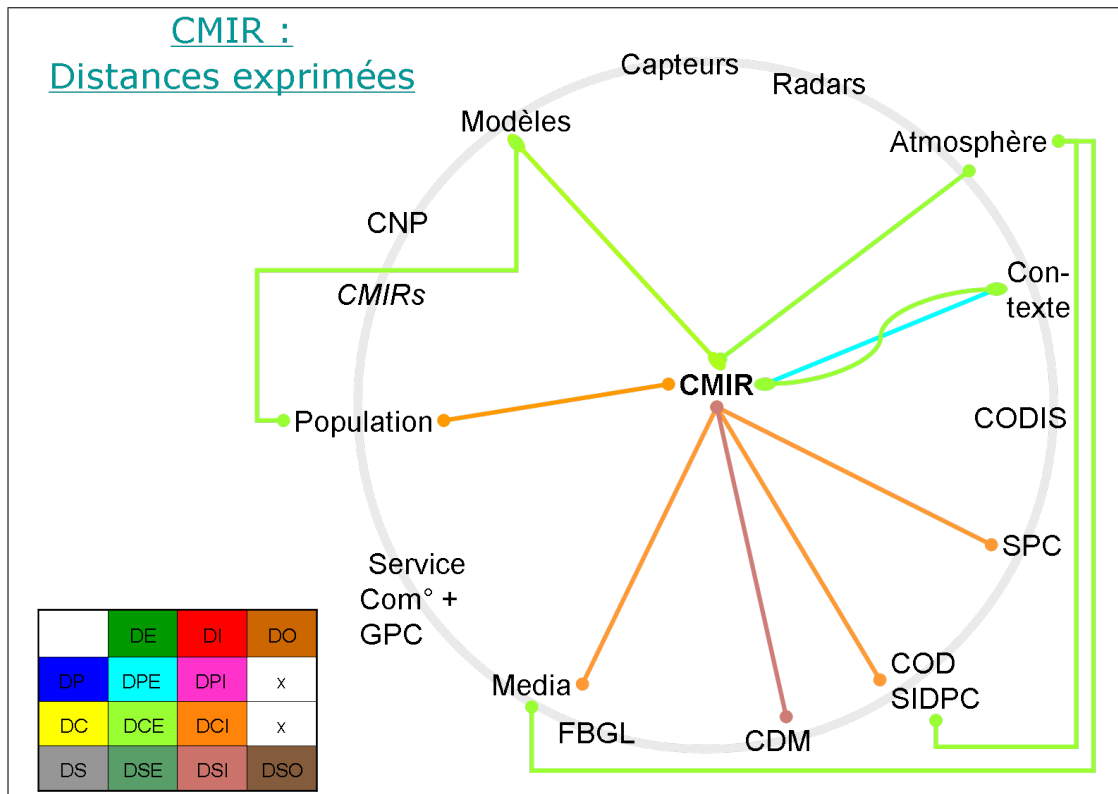 CMIR :
Distances exprimées
Capteurs
Radars
Modèles
Atmosphère
CNP
CMIRs
Con-
texte
CMIR
Population
CODIS
SPC
Service
Com° +
GPC
COD
SIDPC
Media
FBGL
CDM
DE DI DO
DP DPE DPI x
DC DCE DCI x
DS DSE DSI DSO